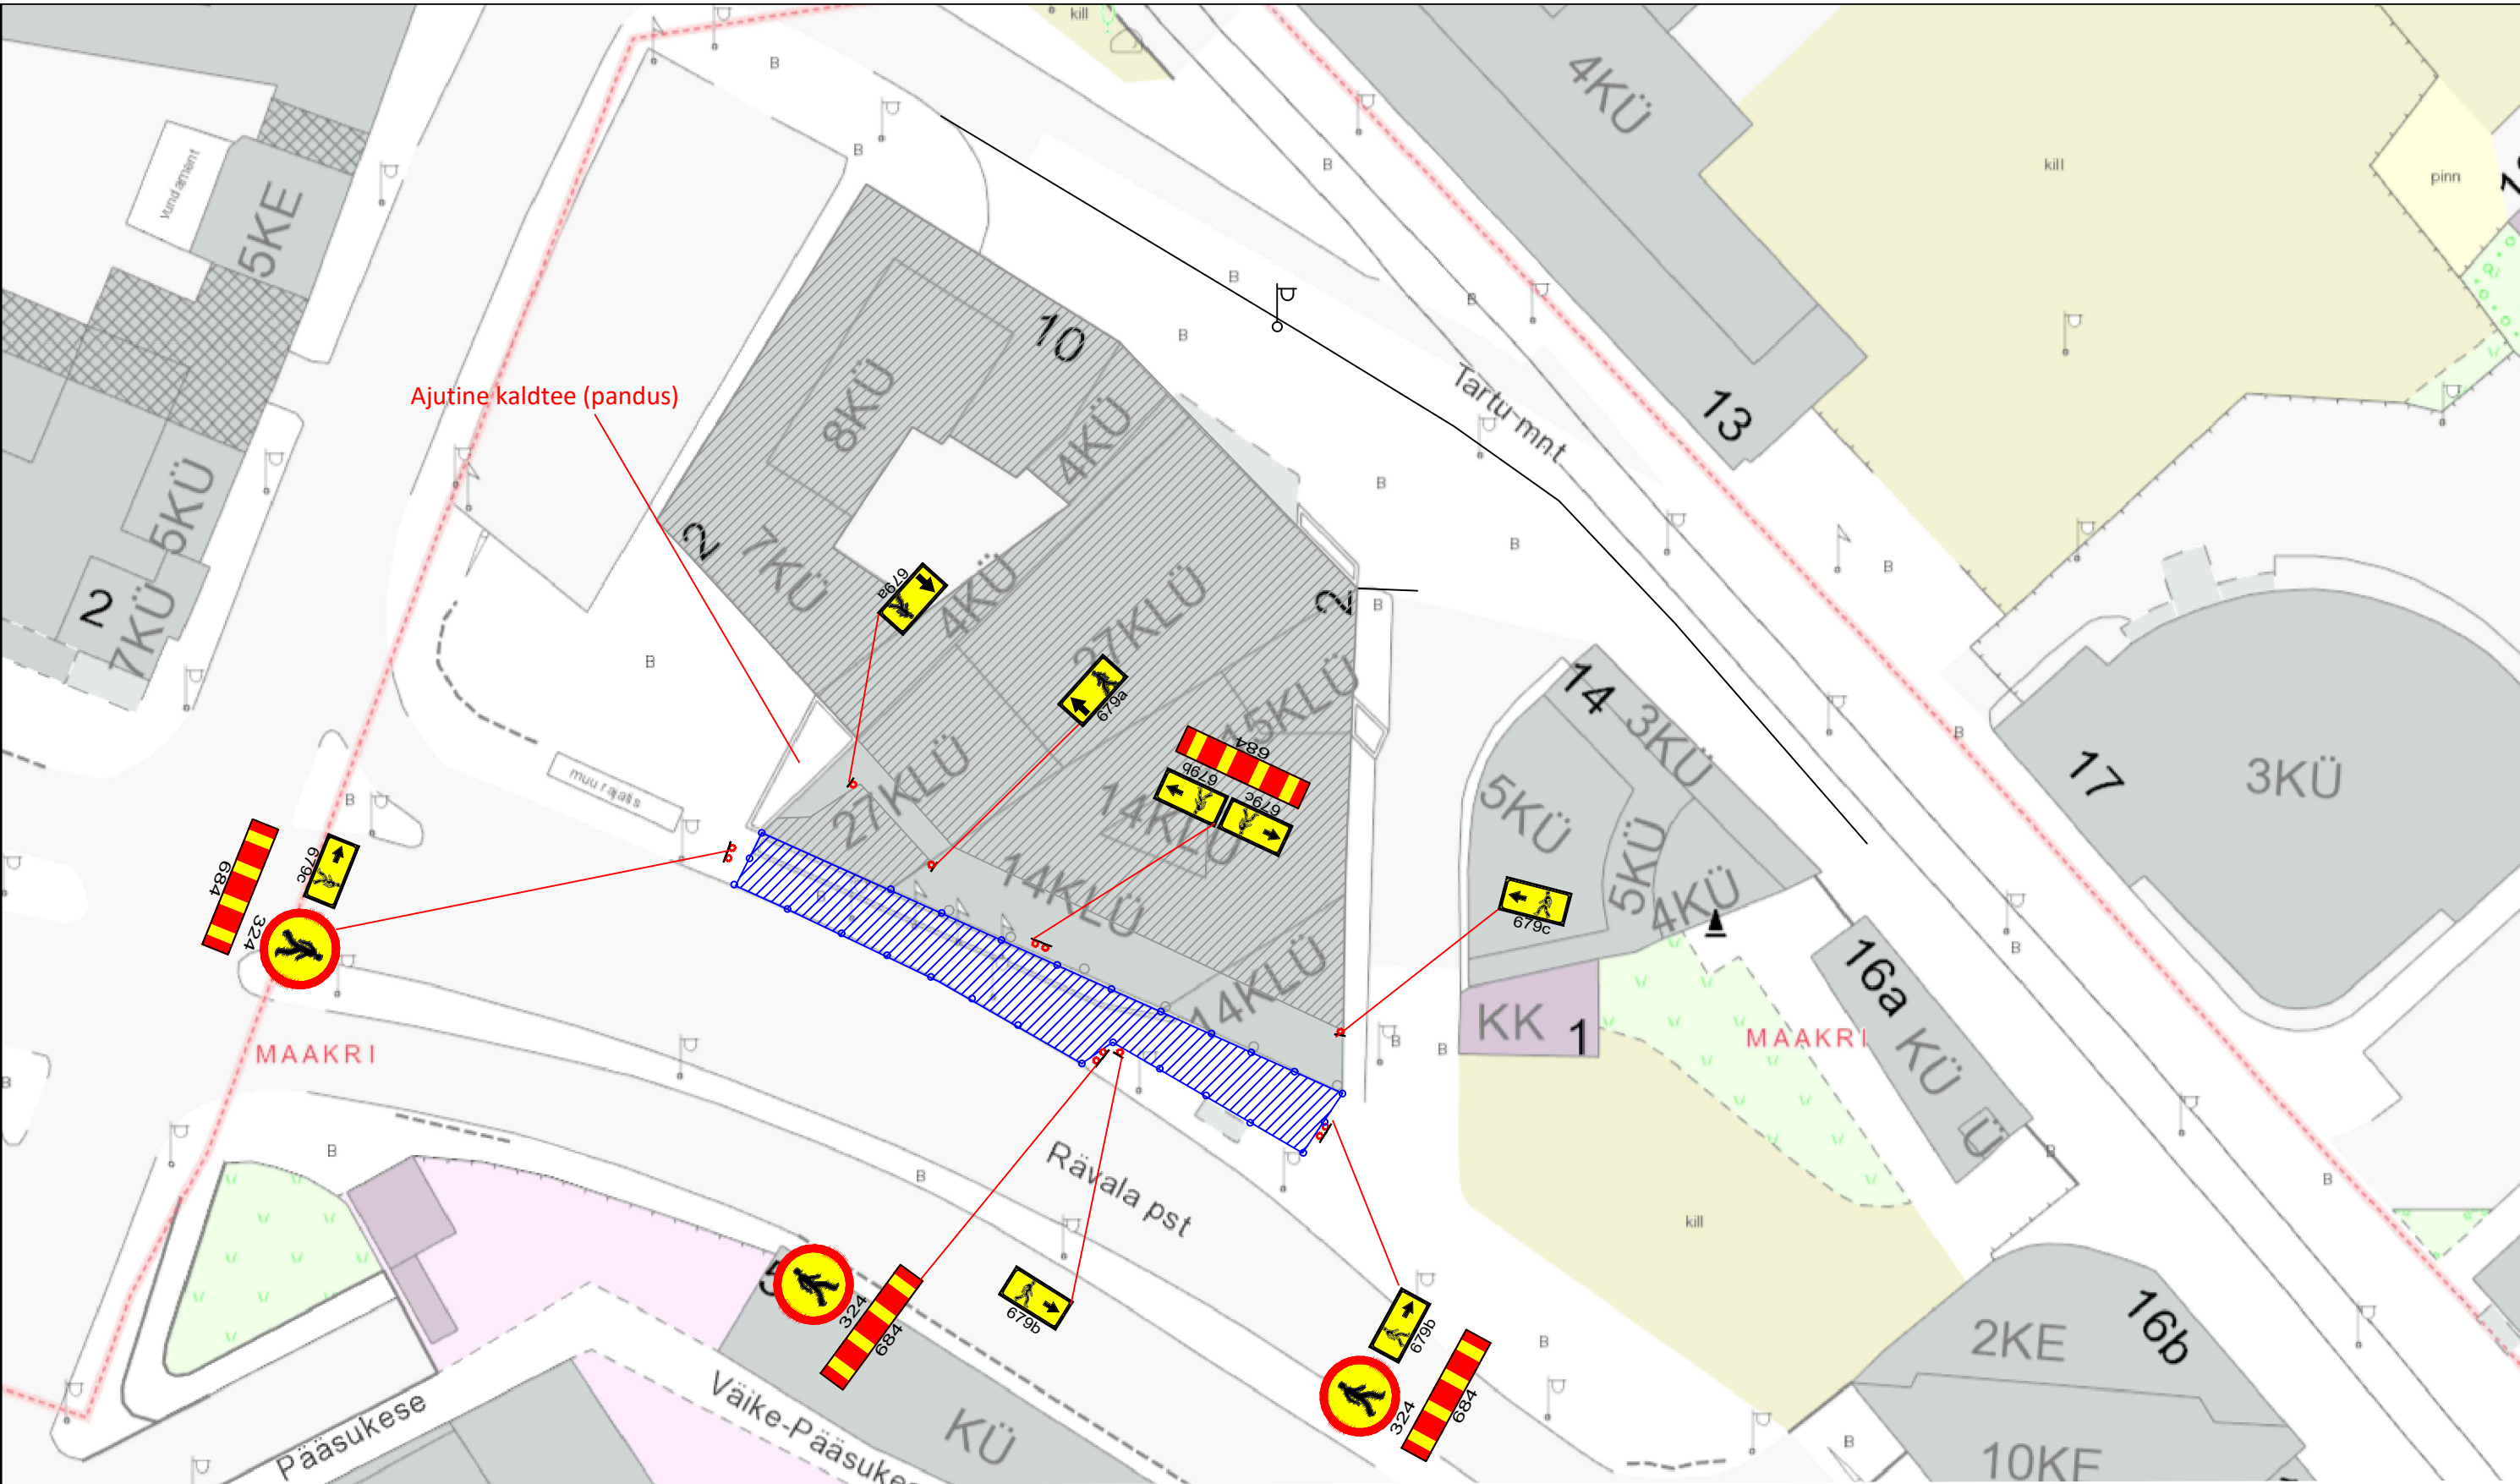 kill
B
4KÜ
B
B
B
kill
pinn
vundament
5KE
B
B
10
B
8KÜ
Tartu mnt
13
Ajutine kaldtee (pandus)
4KÜ
B
5KÜ
2
7KÜ
B
679a
4KÜ
27KLÜ
2
B
B
2
7KÜ
B
679a
15KLÜ
14
3KÜ
B
684
679b
679c
17
3KÜ
muu rajatis
B
27KLÜ
14KLÜ
5KÜ
5KÜ
4KÜ
684
679c
324
B
14KLÜ
679c
16a
B
14KLÜ
KÜ
KK 1
MAAKRI
MAAKRI
B
B
B
Ü
B
B
B
Rävala pst
B
kill
5
324
684
679b
679b
324
684
B
2KE
16b
Pääsukese
Väike-Pääsukese
KÜ
B
10KE